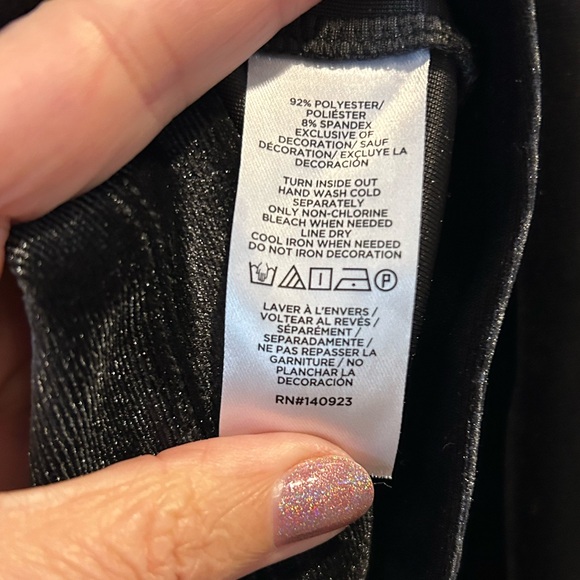 92% POLYESTER/
POLIÉSTER
8% SPANDEX
EXCLUSIVE OF
DECORATION/ SAUF
DÉCORATION/ EXCLUYE LA
DECORACIÓN
TURN INSIDE OUT
HAND WASH COLD
SEPARATELY
ONLY NON-CHLORINE
BLEACH WHEN NEEDED
LINE DRY
COOL IRON WHEN NEEDED
DO NOT IRON DECORATION
P
LAVER À L'ENVERS /
VOLTEAR AL REVÉS /
SÉPARÉMENT /
SEPARADAMENTE /
NE PAS REPASSER LA
GARNITURE / NO
PLANCHAR LA
DECORACIÓN
RN#140923